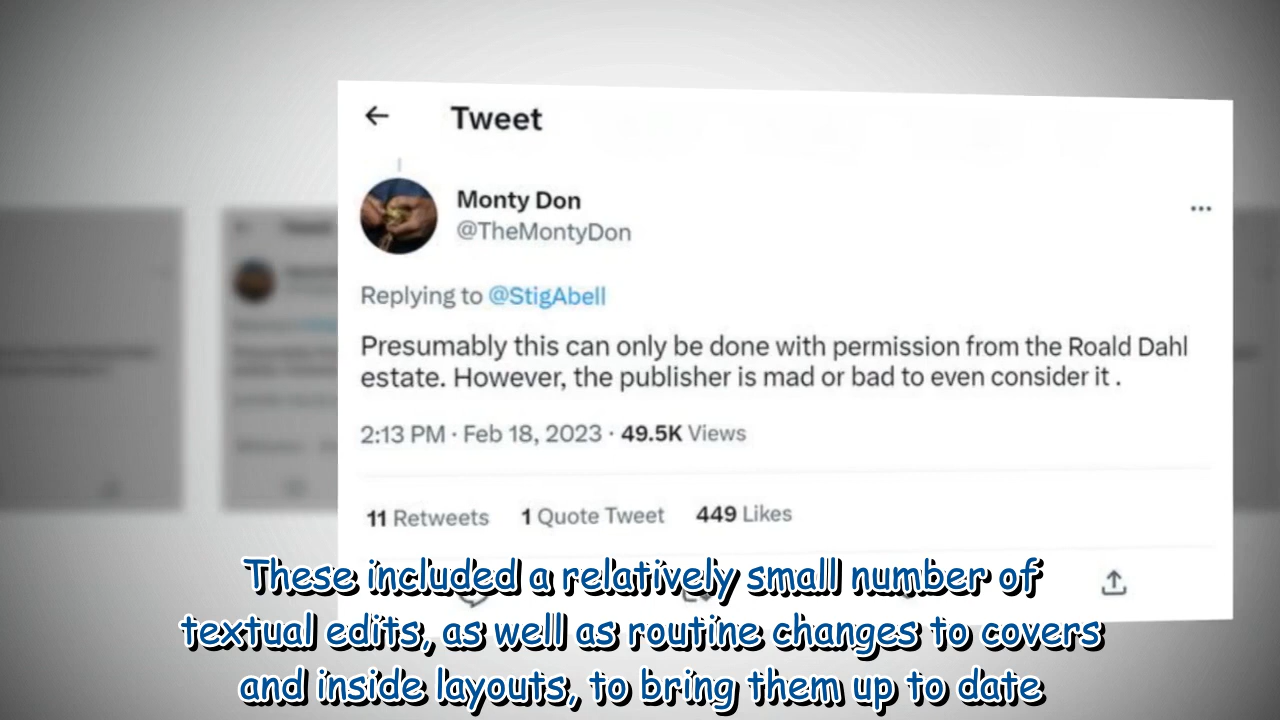 Tweet
Monty Don
@TheMontyDon
Replying to @StigAbell
Presumably this can only be done with permission from the Roald Dahl
estate. However, the publisher is mad or bad to even consider it .
2:13 PM · Feb 18, 2023 · 49.5K Views
11 Retweets 1 Quote Tweet 449 Likes
These included a relatively small number of
textual edits, as well as routine changes to covers
and inside layouts, to bring them up to date